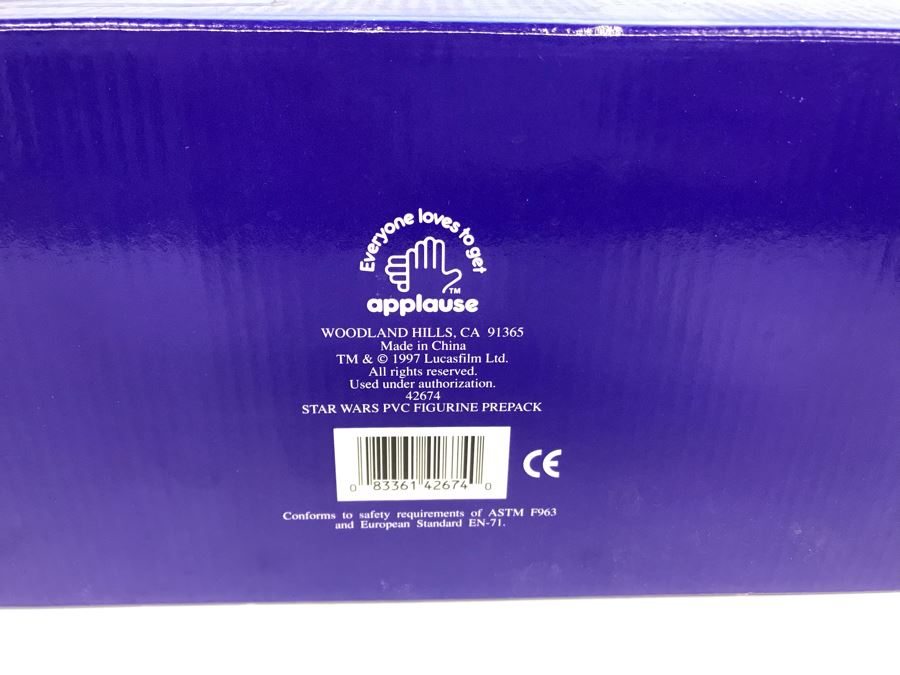 Everyone loves to get
TM
applause
WOODLAND HILLS, CA 91365
Made in China
TM & © 1997 Lucasfilm Ltd.
All rights reserved.
Used under authorization.
42674
STAR WARS PVC FIGURINE PREPACK
0 83361 42674 0
CE
Conforms to safety requirements of ASTM F963
and European Standard EN-71.